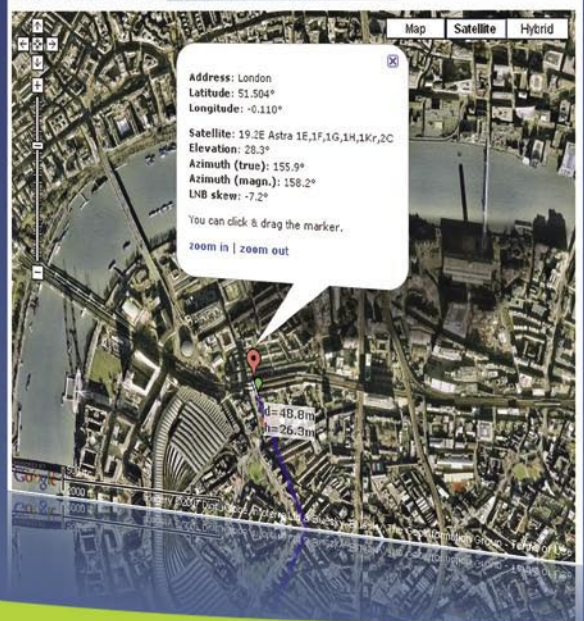 Map Satellite Hybrid
Address: London
Latitude: 51.504°
Longitude: -0.110°
Satellite: 19.2E Astra 1E,1F,1G,1H,1Kr,2C
Elevation: 28.3°
Azimuth (true): 155.9°
Azimuth (magn.): 158.2°
LNB skew: -7.2°
You can click & drag the marker.
zoom in | zoom out
d=48.8m
h=26.3m
Google